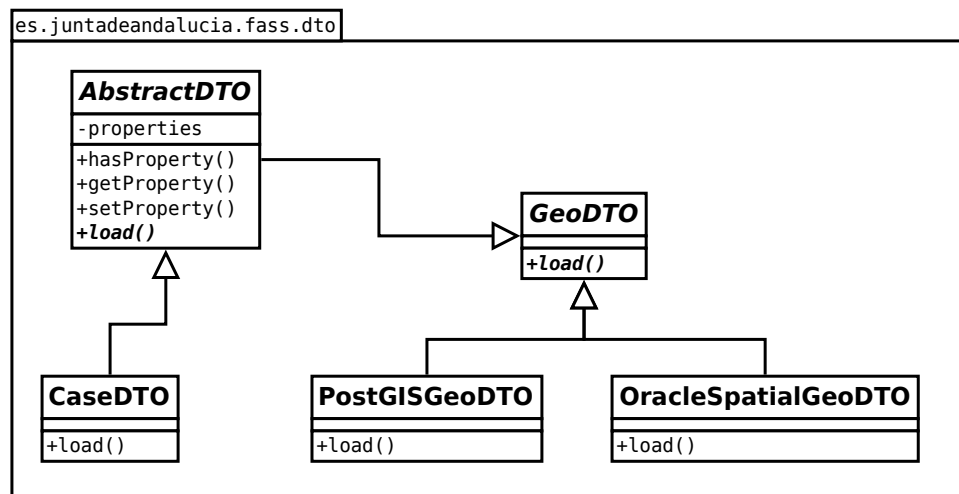 es.juntadeandalucia.fass.dto
AbstractDTO
-properties
+hasProperty()
+getProperty()
+setProperty()
+load()
GeoDTO
+load()
CaseDTO
+load()
PostGISGeoDTO
+load()
OracleSpatialGeoDTO
+load()